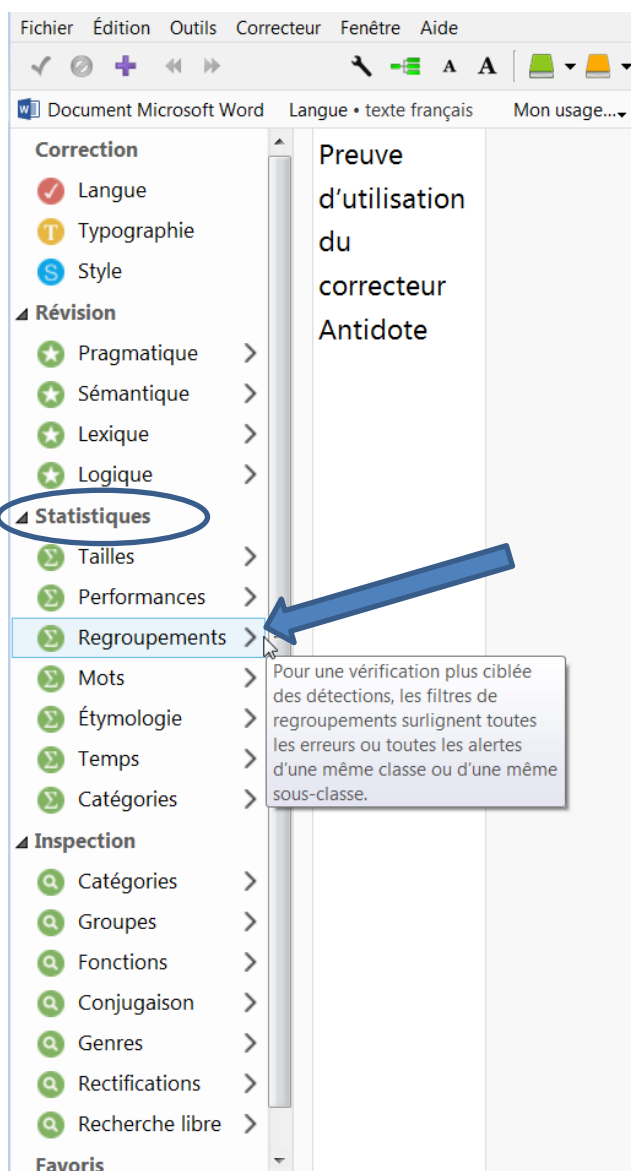 Fichier Édition Outils Correcteur Fenêtre Aide
A A
Document Microsoft Word Langue • texte français Mon usage...
Correction
Langue
T Typographie
S Style
Révision
Pragmatique
Sémantique
Lexique
Logique
Statistiques
Σ Tailles
Σ Performances
Σ Regroupements
Σ Mots
Σ Étymologie
Σ Temps
Σ Catégories
Inspection
Catégories
Groupes
Fonctions
Conjugaison
Genres
Rectifications
Recherche libre
Favoris
Preuve
d’utilisation
du
correcteur
Antidote
Pour une vérification plus ciblée
des détections, les filtres de
regroupements surlignent toutes
les erreurs ou toutes les alertes
d’une même classe ou d’une même
sous-classe.